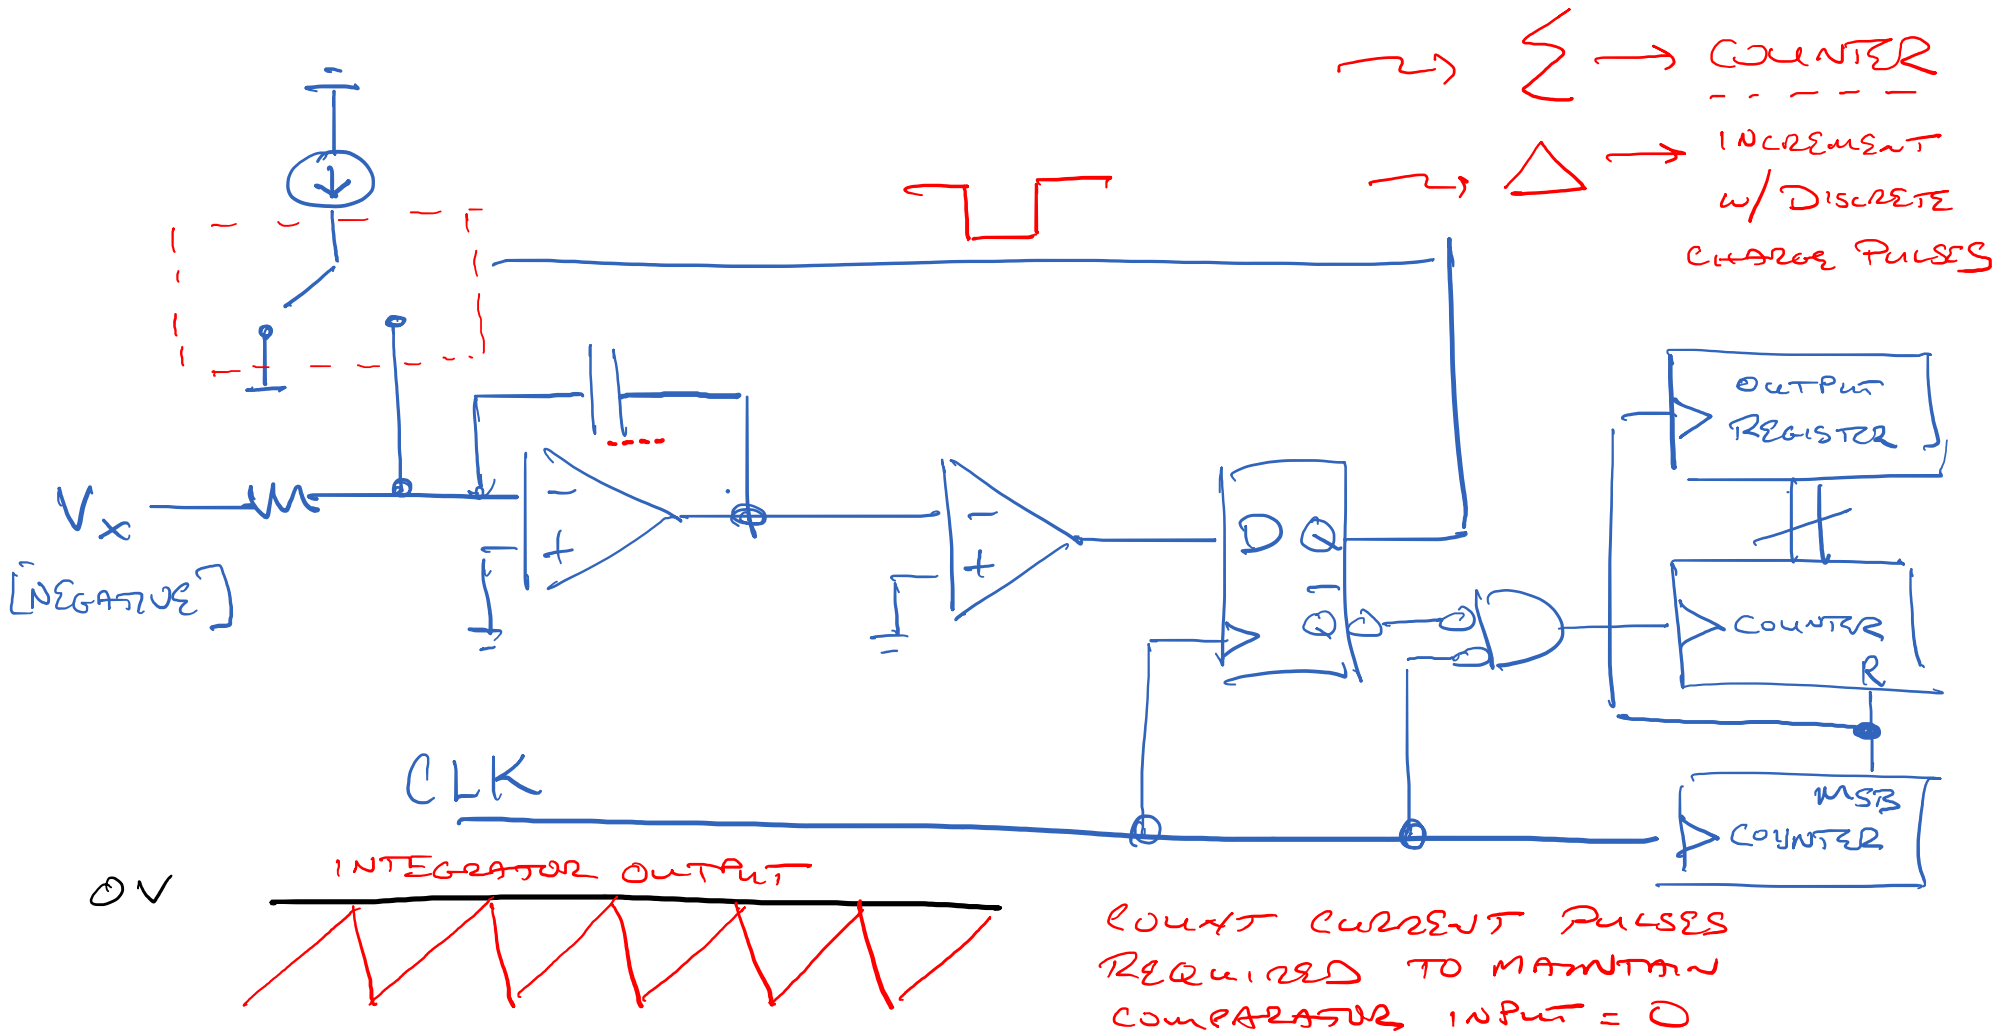 Σ → COUNTER
Δ → INCREMENT
W/ DISCRETE
CHARGE PULSES
OUTPUT
REGISTER
-
+
-
+
D Q
Q
Vx
[NEGATIVE]
COUNTER
R
CLK
MSB
COUNTER
INTEGRATOR OUTPUT
0V
COUNT CURRENT PULSES
REQUIRED TO MAINTAIN
COMPARATOR INPUT = 0